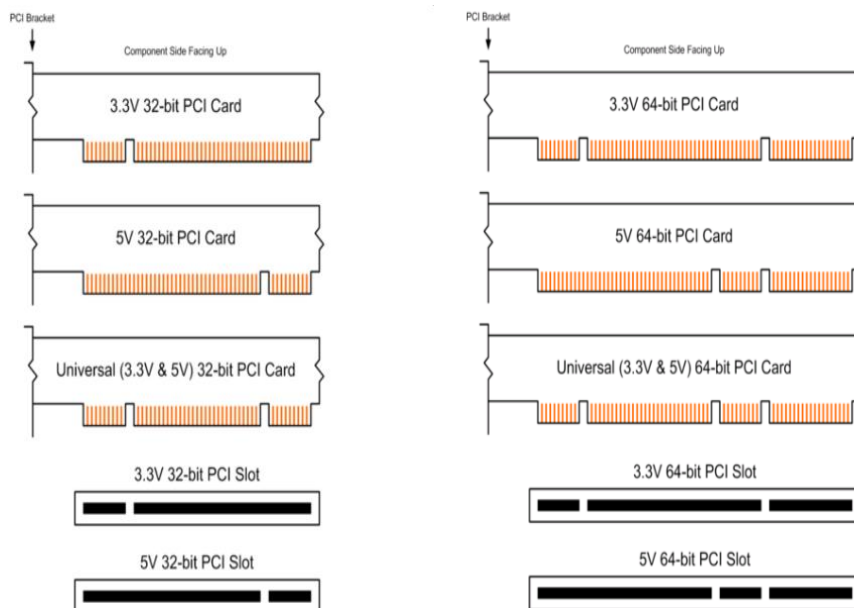 PCI Bracket
Component Side Facing Up
3.3V 32-bit PCI Card
5V 32-bit PCI Card
Universal (3.3V & 5V) 32-bit PCI Card
3.3V 32-bit PCI Slot
5V 32-bit PCI Slot
PCI Bracket
Component Side Facing Up
3.3V 64-bit PCI Card
5V 64-bit PCI Card
Universal (3.3V & 5V) 64-bit PCI Card
3.3V 64-bit PCI Slot
5V 64-bit PCI Slot